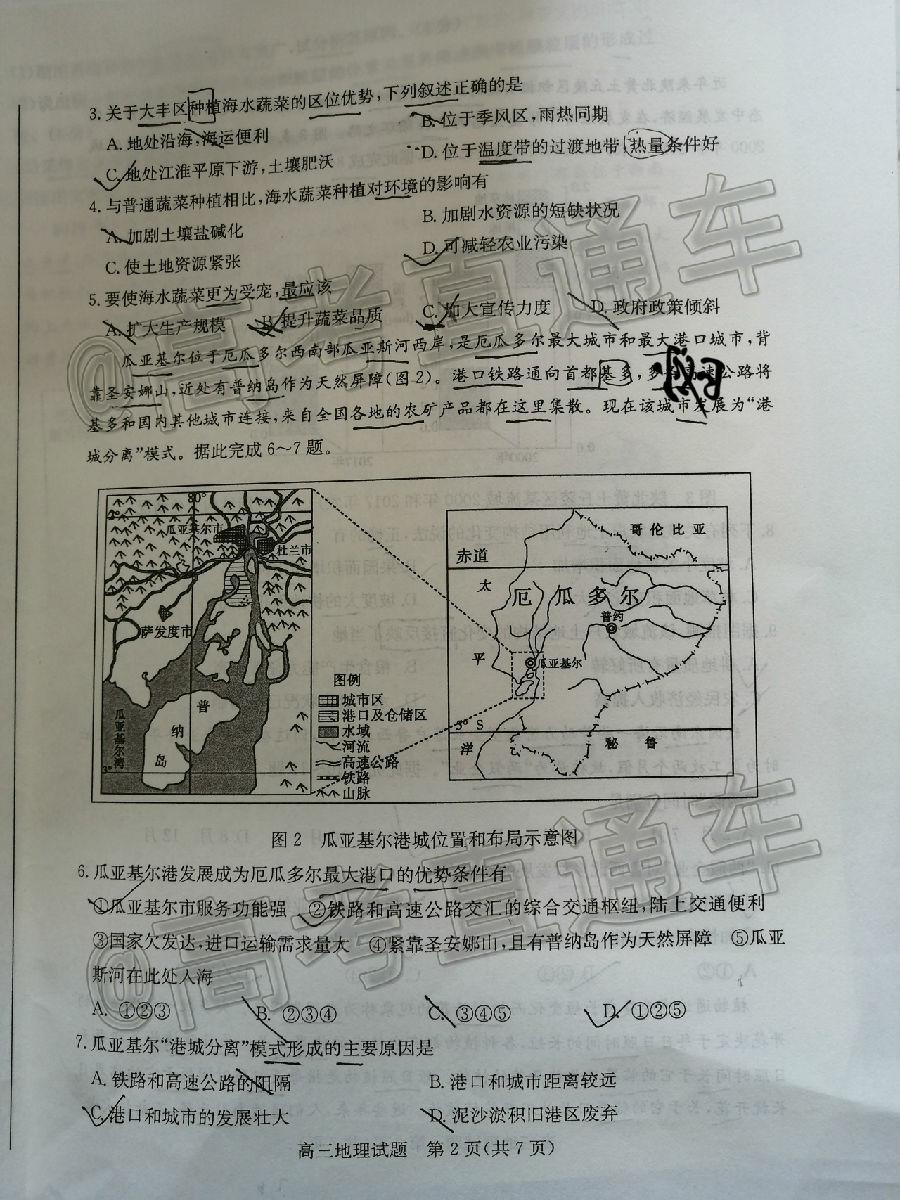 3.关于大丰区种植海水蔬菜的区位优势,下列叙述正确的是
A.地处沿海,海运便利
B.位于季风区,雨热同期
C.地处江淮平原下游,土壤肥沃
D.位于温度带的过渡地带,热量条件好
4.与普通蔬菜种植相比,海水蔬菜种植对环境的影响有
A.加剧土壤盐碱化
B.加剧水资源的短缺状况
C.使土地资源紧张
D.可减轻农业污染
5.要使海水蔬菜更为受宠,最应该
A.扩大生产规模 B.提升蔬菜品质 C.加大宣传力度 D.政府政策倾斜
瓜亚基尔位于厄瓜多尔西南部瓜亚斯河西岸,是厄瓜多尔最大城市和最大港口城市,背
靠圣安娜山,近处有普纳岛作为天然屏障(图2)。港口铁路通向首都基多,多条高速公路将
基多和国内其他城市连接,来自全国各地的农矿产品都在这里集散。现在该城市发展为“港
城分离”模式。据此完成6~7题。
80°
2°
瓜亚基尔市
杜兰市
萨发度市
瓜亚基尔湾
普纳岛
3°
图例
城市区
港口及仓储区
水域
河流
高速公路
铁路
山脉
哥伦比亚
赤道
太平洋
厄瓜多尔
普约
瓜亚基尔
3° S
秘鲁
图2 瓜亚基尔港城位置和布局示意图
6.瓜亚基尔港发展成为厄瓜多尔最大港口的优势条件有
①瓜亚基尔市服务功能强 ②铁路和高速公路交汇的综合交通枢纽,陆上交通便利
③国家欠发达,进口运输需求量大 ④紧靠圣安娜山,且有普纳岛作为天然屏障 ⑤瓜亚
斯河在此处入海
A.①②③ B.②③④ C.③④⑤ D.①②⑤
7.瓜亚基尔“港城分离”模式形成的主要原因是
A.铁路和高速公路的阻隔
B.港口和城市距离较远
C.港口和城市的发展壮大
D.泥沙淤积旧港区废弃
高三地理试题 第2页(共7页)
@高考直通车
@高考直通车